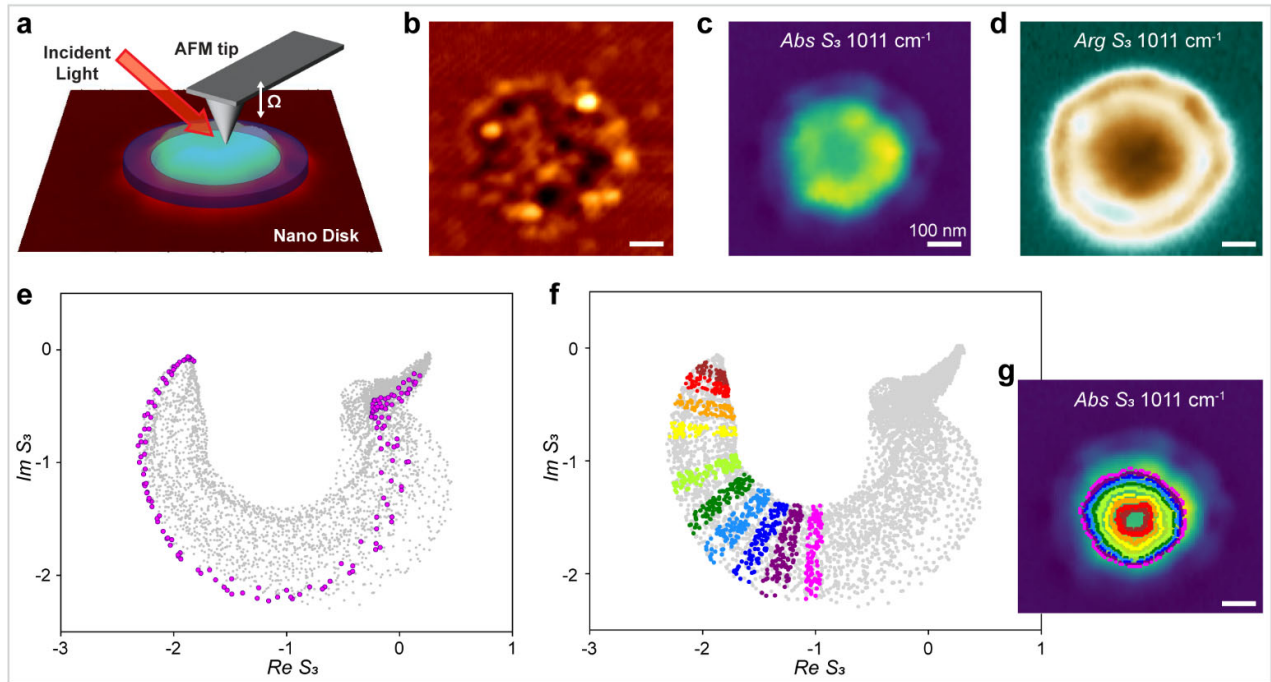 a
Incident
Light
AFM tip
Ω
Nano Disk
b
c
Abs S₃ 1011 cm⁻¹
100 nm
d
Arg S₃ 1011 cm⁻¹
e
Im S₃
0
-1
-2
-3
-2
-1
0
1
Re S₃
f
Im S₃
0
-1
-2
-3
-2
-1
0
1
Re S₃
g
Abs S₃ 1011 cm⁻¹